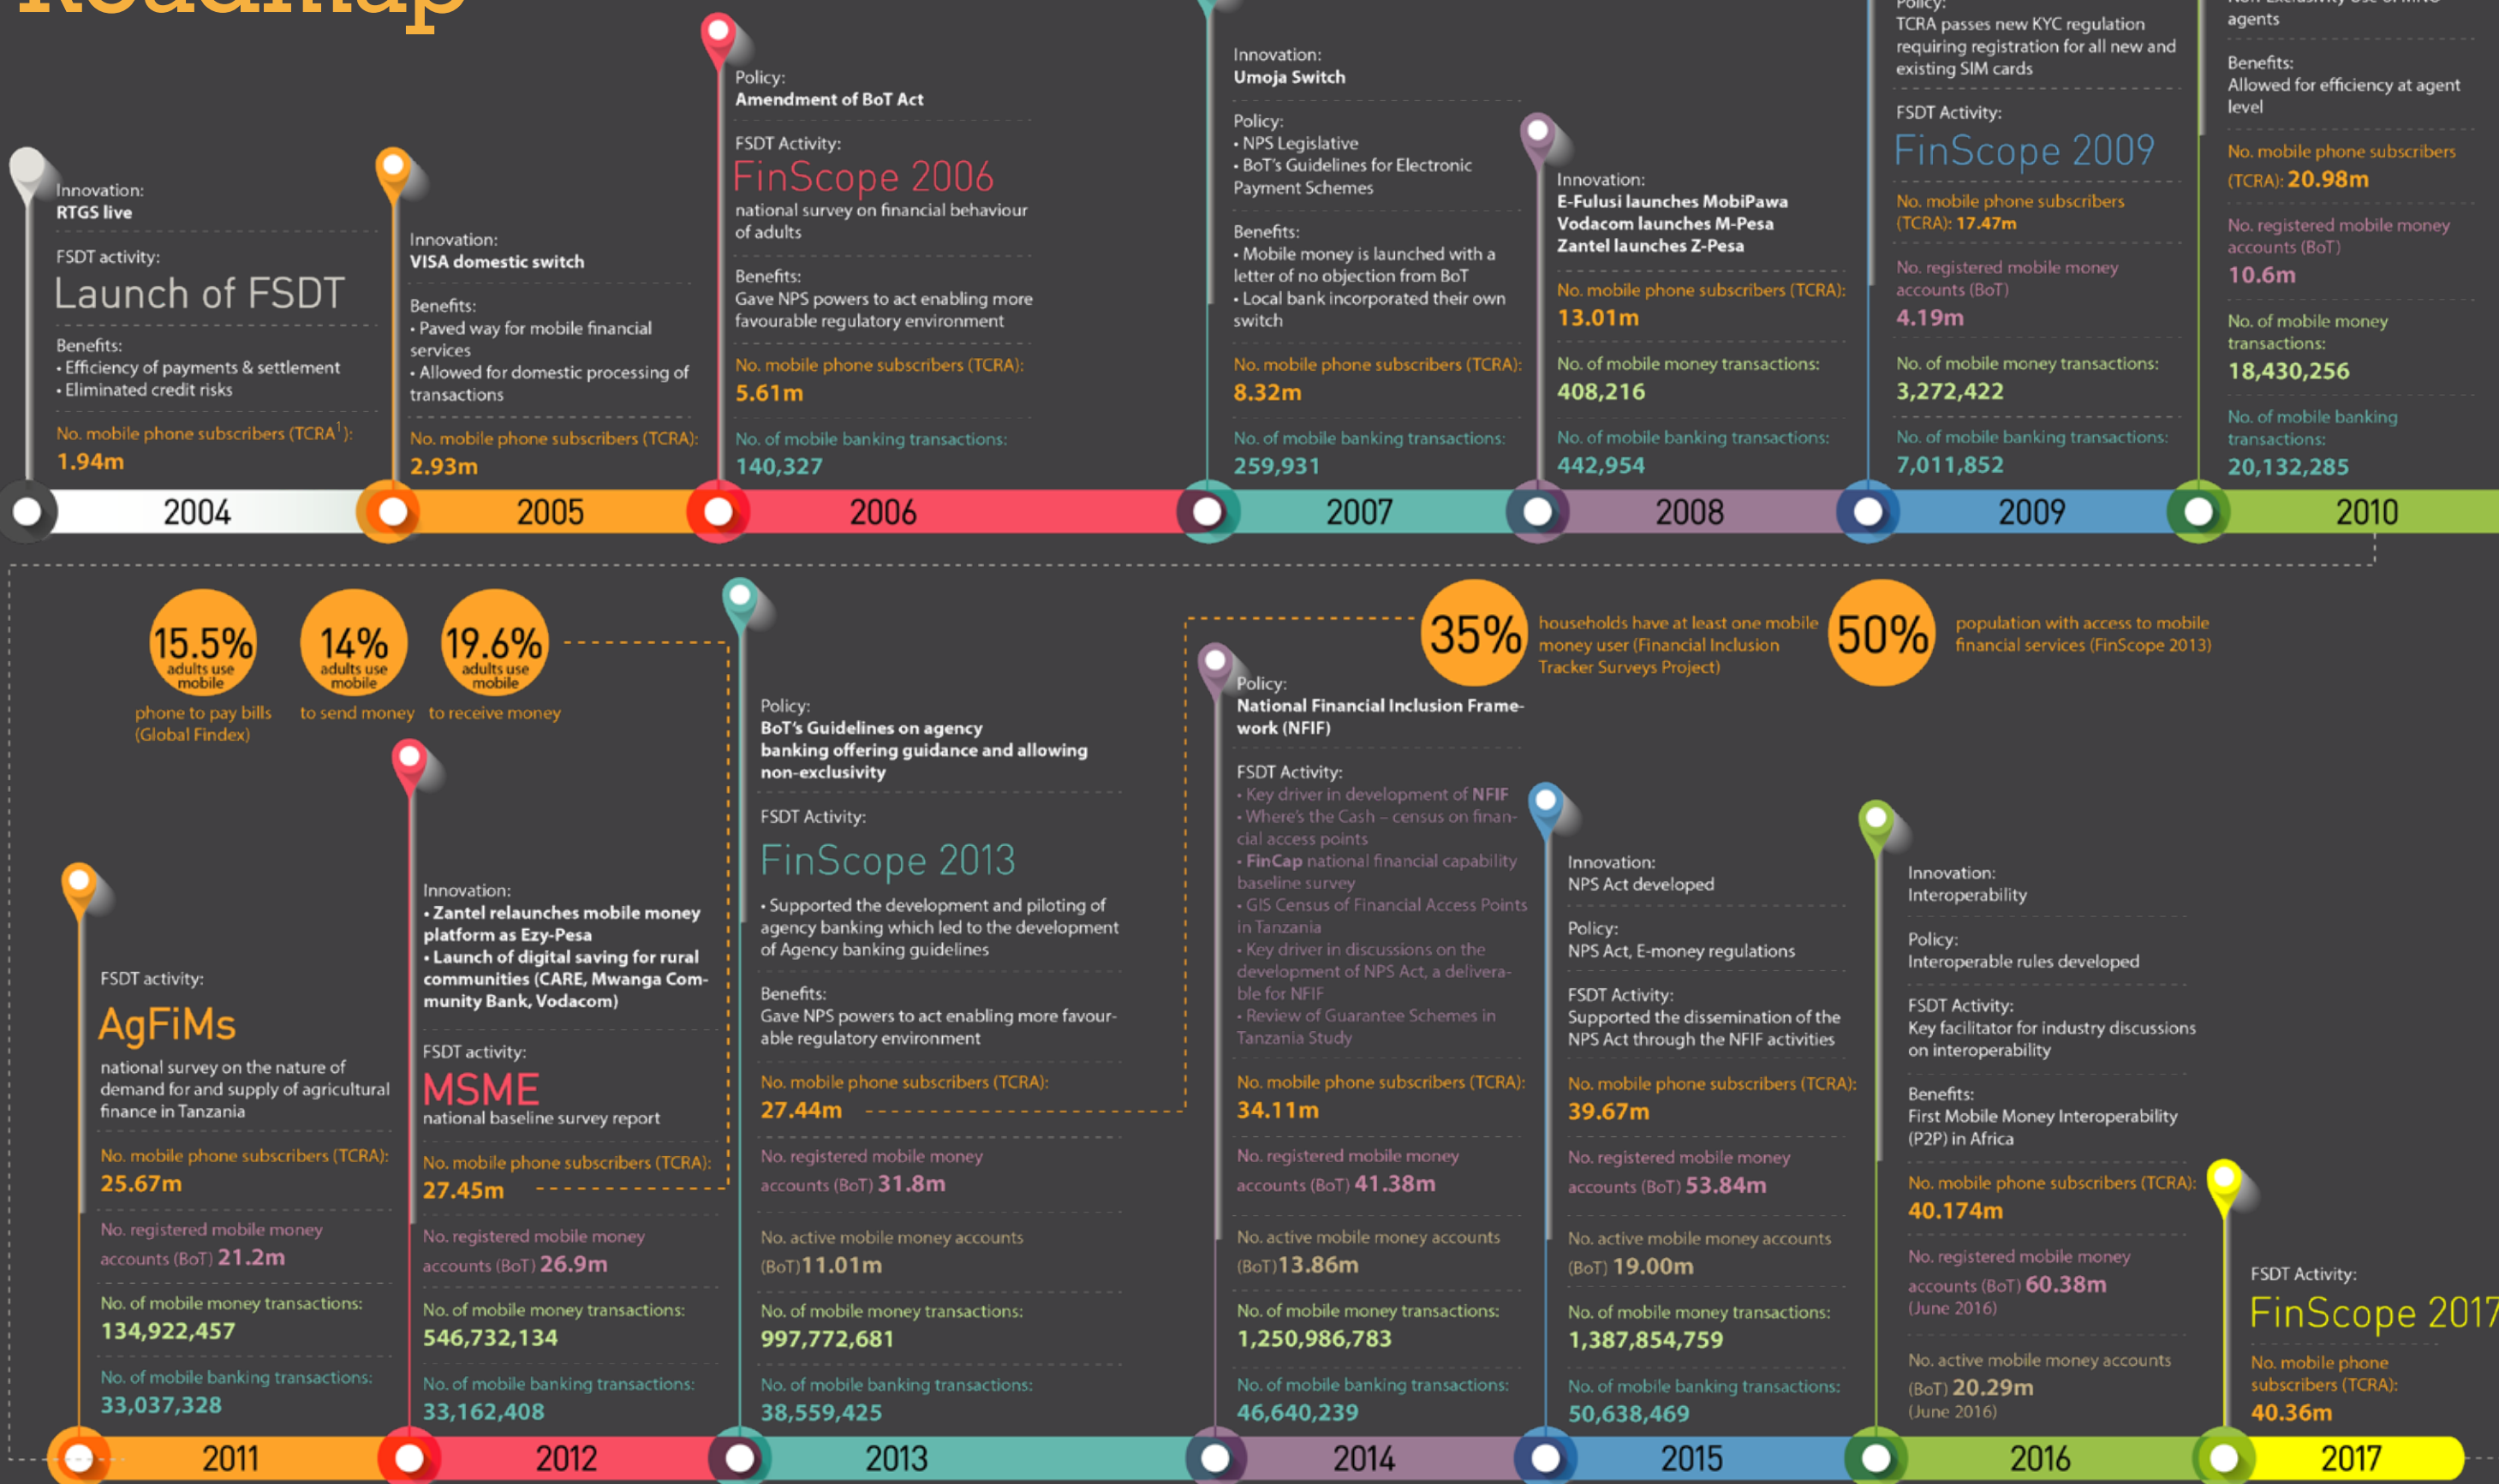 Roadmap
Innovation:
RTGS live
FSDT activity:
Launch of FSDT
Benefits:
• Efficiency of payments & settlement
• Eliminated credit risks
No. mobile phone subscribers (TCRA1):
1.94m
2004
Innovation:
VISA domestic switch
Benefits:
• Paved way for mobile financial
services
• Allowed for domestic processing of
transactions
No. mobile phone subscribers (TCRA):
2.93m
2005
Policy:
Amendment of BoT Act
FSDT Activity:
FinScope 2006
national survey on financial behaviour
of adults
Benefits:
Gave NPS powers to act enabling more
favourable regulatory environment
No. mobile phone subscribers (TCRA):
5.61m
No. of mobile banking transactions:
140,327
2006
Innovation:
Umoja Switch
Policy:
• NPS Legislative
• BoT's Guidelines for Electronic
Payment Schemes
Benefits:
• Mobile money is launched with a
letter of no objection from BoT
• Local bank incorporated their own
switch
No. mobile phone subscribers (TCRA):
8.32m
No. of mobile banking transactions:
259,931
2007
Innovation:
E-Fulusi launches MobiPawa
Vodacom launches M-Pesa
Zantel launches Z-Pesa
No. mobile phone subscribers (TCRA):
13.01m
No. of mobile money transactions:
408,216
No. of mobile banking transactions:
442,954
2008
Policy:
TCRA passes new KYC regulation
requiring registration for all new and
existing SIM cards
FSDT Activity:
FinScope 2009
No. mobile phone subscribers
(TCRA): 17.47m
No. registered mobile money
accounts (BoT)
4.19m
No. of mobile money transactions:
3,272,422
No. of mobile banking transactions:
7,011,852
2009
agents
Benefits:
Allowed for efficiency at agent
level
No. mobile phone subscribers
(TCRA): 20.98m
No. registered mobile money
accounts (BoT)
10.6m
No. of mobile money
transactions:
18,430,256
No. of mobile banking
transactions:
20,132,285
2010
15.5%
adults use
mobile
phone to pay bills
(Global Findex)
14%
adults use
mobile
to send money
19.6%
adults use
mobile
to receive money
35%
households have at least one mobile
money user (Financial Inclusion
Tracker Surveys Project)
50%
population with access to mobile
financial services (FinScope 2013)
FSDT activity:
AgFiMs
national survey on the nature of
demand for and supply of agricultural
finance in Tanzania
No. mobile phone subscribers (TCRA):
25.67m
No. registered mobile money
accounts (BoT) 21.2m
No. of mobile money transactions:
134,922,457
No. of mobile banking transactions:
33,037,328
2011
Innovation:
• Zantel relaunches mobile money
platform as Ezy-Pesa
• Launch of digital saving for rural
communities (CARE, Mwanga Com-
munity Bank, Vodacom)
FSDT activity:
MSME
national baseline survey report
No. mobile phone subscribers (TCRA):
27.45m
No. registered mobile money
accounts (BoT) 26.9m
No. of mobile money transactions:
546,732,134
No. of mobile banking transactions:
33,162,408
2012
Policy:
BoT's Guidelines on agency
banking offering guidance and allowing
non-exclusivity
FSDT Activity:
FinScope 2013
• Supported the development and piloting of
agency banking which led to the development
of Agency banking guidelines
Benefits:
Gave NPS powers to act enabling more favour-
able regulatory environment
No. mobile phone subscribers (TCRA):
27.44m
No. registered mobile money
accounts (BoT) 31.8m
No. active mobile money accounts
(BoT) 11.01m
No. of mobile money transactions:
997,772,681
No. of mobile banking transactions:
38,559,425
2013
Policy:
National Financial Inclusion Frame-
work (NFIF)
FSDT Activity:
• Key driver in development of NFIF
• Where's the Cash – census on finan-
cial access points
• FinCap national financial capability
baseline survey
• GIS Census of Financial Access Points
in Tanzania
• Key driver in discussions on the
development of NPS Act, a delivera-
ble for NFIF
• Review of Guarantee Schemes in
Tanzania Study
No. mobile phone subscribers (TCRA):
34.11m
No. registered mobile money
accounts (BoT) 41.38m
No. active mobile money accounts
(BoT) 13.86m
No. of mobile money transactions:
1,250,986,783
No. of mobile banking transactions:
46,640,239
2014
Innovation:
NPS Act developed
Policy:
NPS Act, E-money regulations
FSDT Activity:
Supported the dissemination of the
NPS Act through the NFIF activities
No. mobile phone subscribers (TCRA):
39.67m
No. registered mobile money
accounts (BoT) 53.84m
No. active mobile money accounts
(BoT) 19.00m
No. of mobile money transactions:
1,387,854,759
No. of mobile banking transactions:
50,638,469
2015
Innovation:
Interoperability
Policy:
Interoperable rules developed
FSDT Activity:
Key facilitator for industry discussions
on interoperability
Benefits:
First Mobile Money Interoperability
(P2P) in Africa
No. mobile phone subscribers (TCRA):
40.174m
No. registered mobile money
accounts (BoT) 60.38m
(June 2016)
No. active mobile money accounts
(BoT) 20.29m
(June 2016)
2016
FSDT Activity:
FinScope 2017
No. mobile phone
subscribers (TCRA):
40.36m
2017